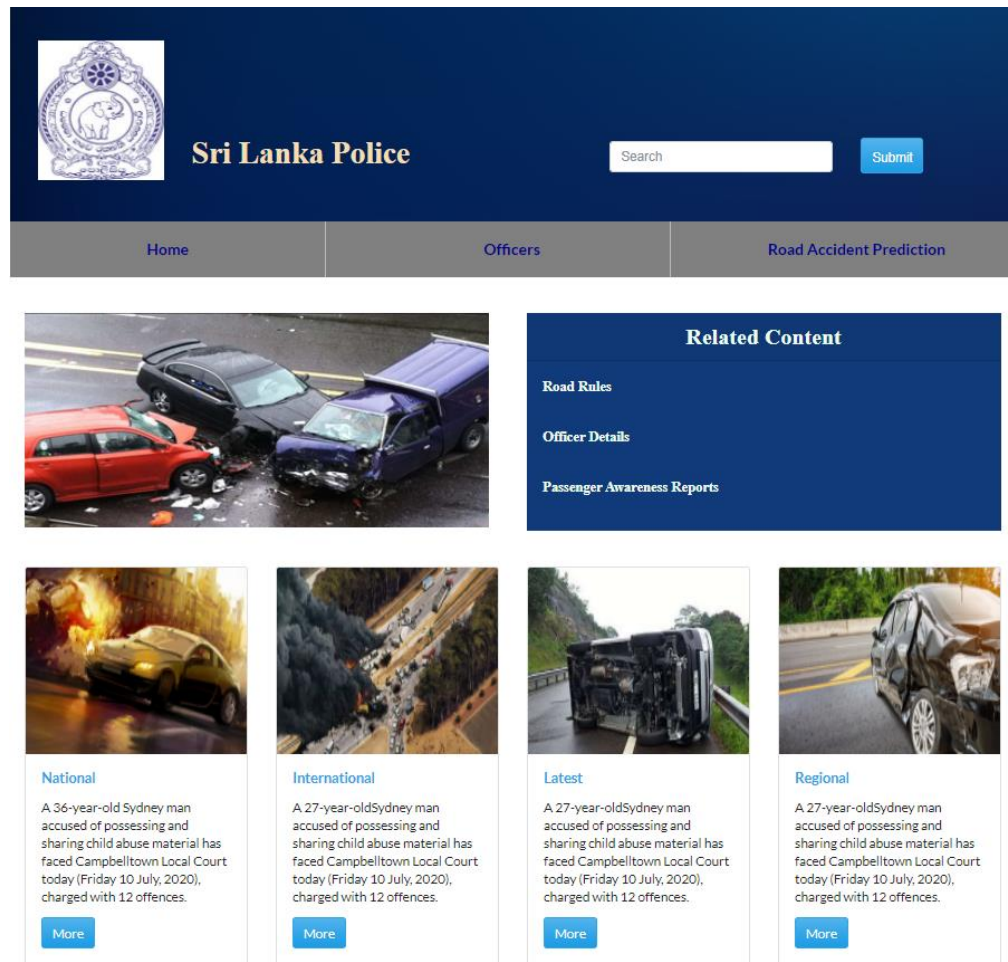 Sri Lanka Police
Search
Submit
Home
Officers
Road Accident Prediction
Related Content
Road Rules
Officer Details
Passenger Awareness Reports
National
A 36-year-old Sydney man
accused of possessing and
sharing child abuse material has
faced Campbelltown Local Court
today (Friday 10 July, 2020),
charged with 12 offences.
More
International
A 27-year-oldSydney man
accused of possessing and
sharing child abuse material has
faced Campbelltown Local Court
today (Friday 10 July, 2020),
charged with 12 offences.
More
Latest
A 27-year-oldSydney man
accused of possessing and
sharing child abuse material has
faced Campbelltown Local Court
today (Friday 10 July, 2020),
charged with 12 offences.
More
Regional
A 27-year-oldSydney man
accused of possessing and
sharing child abuse material has
faced Campbelltown Local Court
today (Friday 10 July, 2020),
charged with 12 offences.
More